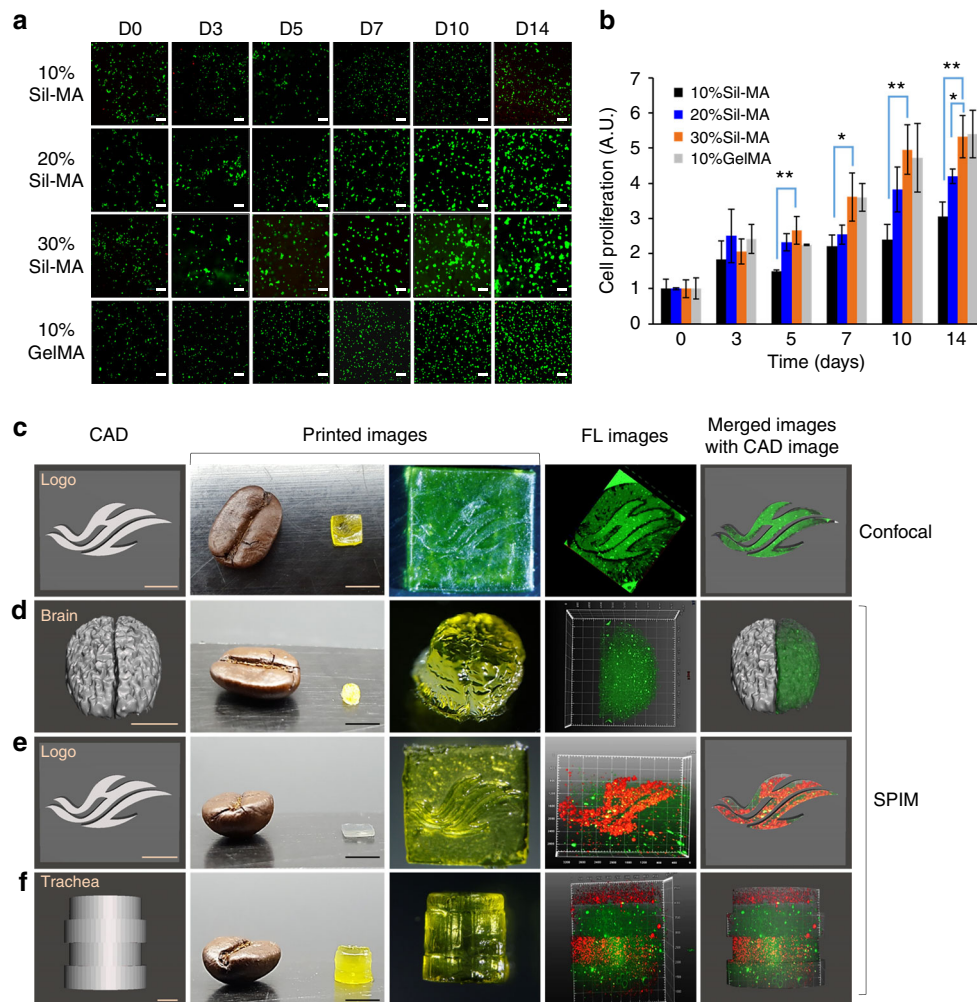 a
D0 D3 D5 D7 D10 D14
10%
Sil-MA
20%
Sil-MA
30%
Sil-MA
10%
GelMA
b
Cell proliferation (A.U.)
7
6
5
4
3
2
1
0
10%Sil-MA
20%Sil-MA
30%Sil-MA
10%GelMA
**
*
**
**
*
0 3 5 7 10 14
Time (days)
c
CAD
Printed images
FL images
Merged images
with CAD image
Logo
Confocal
d
Brain
e
Logo
SPIM
f
Trachea